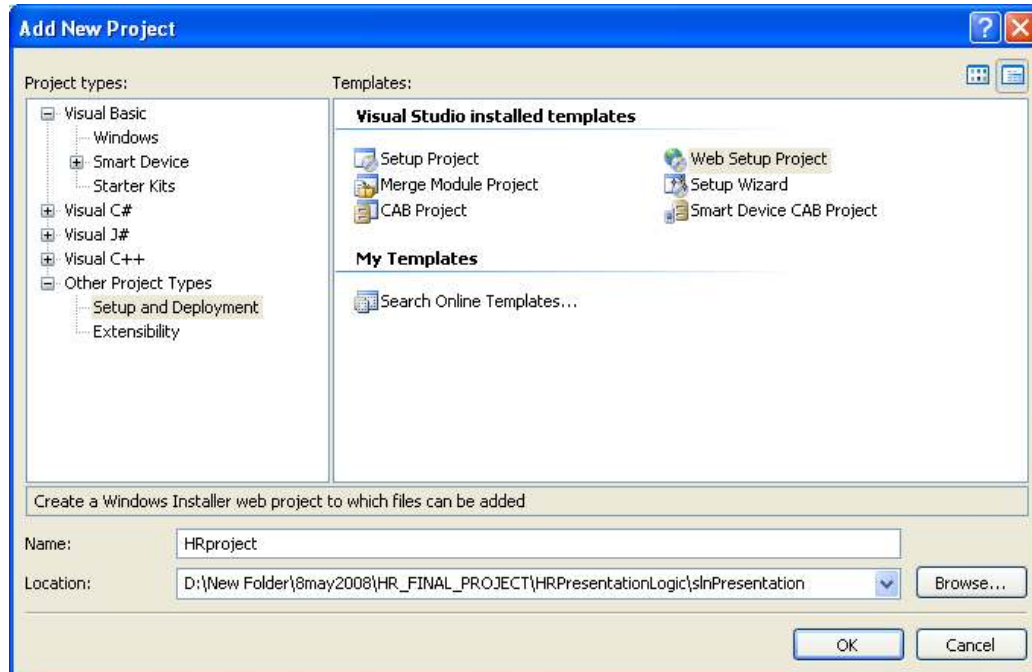 Add New Project
Project types:
Templates:
Visual Basic
Windows
Smart Device
Starter Kits
Visual C#
Visual J#
Visual C++
Other Project Types
Setup and Deployment
Extensibility
Visual Studio installed templates
Setup Project
Web Setup Project
Merge Module Project
Setup Wizard
CAB Project
Smart Device CAB Project
My Templates
Search Online Templates...
Create a Windows Installer web project to which files can be added
Name:
HRproject
Location:
D:\New Folder\8may2008\HR_FINAL_PROJECT\HRPresentationLogic\slnPresentation
Browse...
OK
Cancel